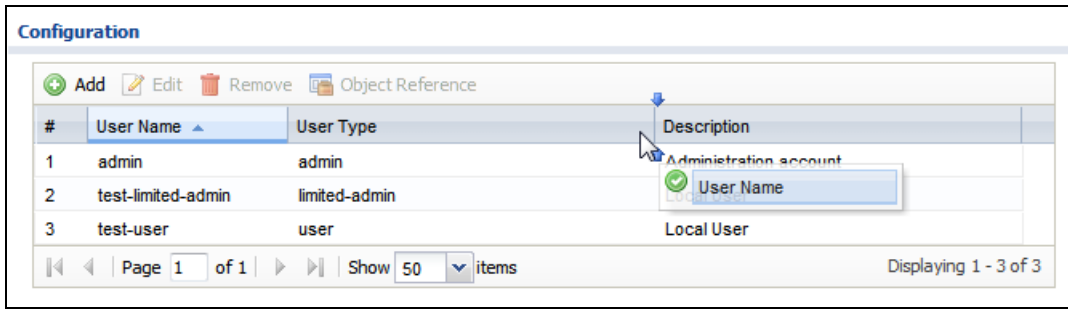 Configuration
Add Edit Remove Object Reference
# User Name User Type Description
1 admin admin Administration account
User Name
2 test-limited-admin limited-admin Local User
3 test-user user Local User
Page 1 of 1 Show 50 items Displaying 1 - 3 of 3